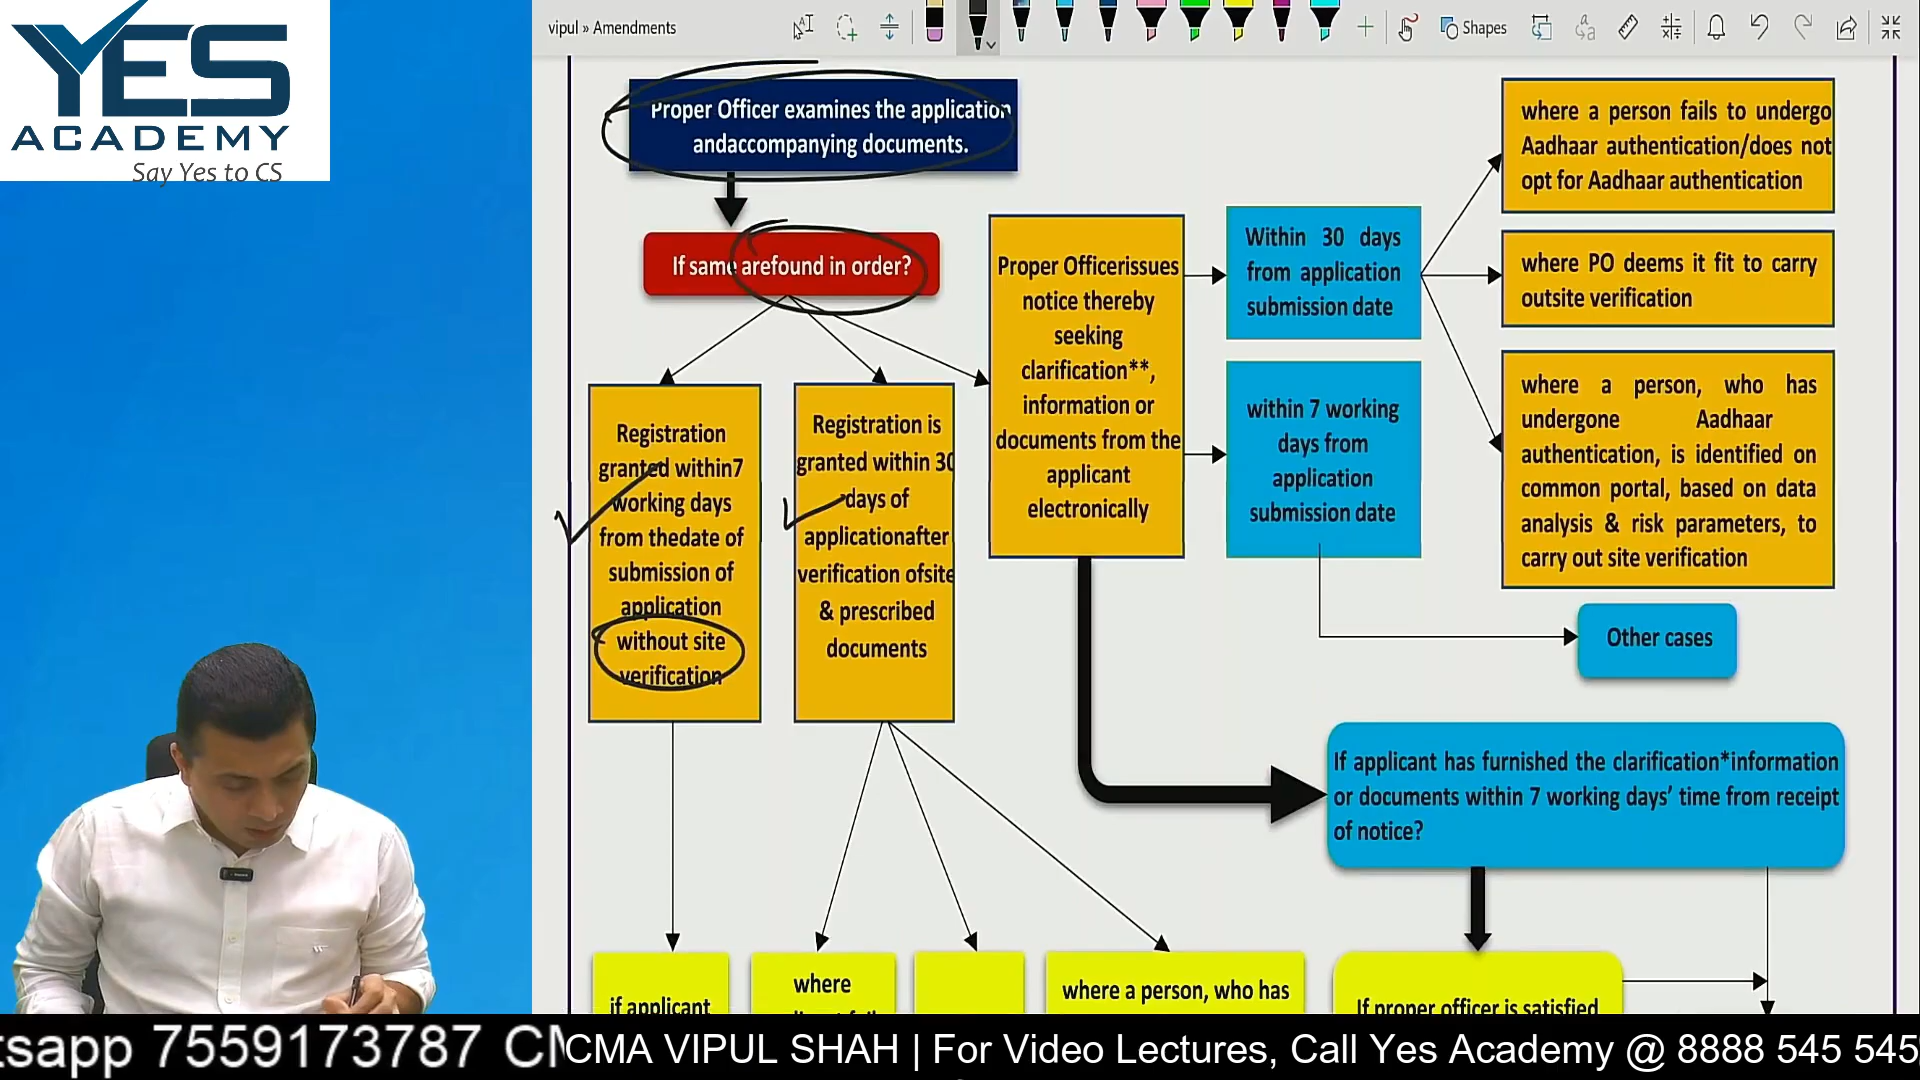 YES
ACADEMY
Say Yes to CS
vipul » Amendments
Shapes
Proper Officer examines the application
andaccompanying documents.
If same arefound in order?
Registration
granted within7
working days
from thedate of
submission of
application
without site
verification
Registration is
granted within 30
days of
applicationafter
verification ofsite
& prescribed
documents
Proper Officerissues
notice thereby
seeking
clarification**,
information or
documents from the
applicant
electronically
Within 30 days
from application
submission date
within 7 working
days from
application
submission date
where a person fails to undergo
Aadhaar authentication/does not
opt for Aadhaar authentication
where PO deems it fit to carry
outsite verification
where a person, who has
undergone Aadhaar
authentication, is identified on
common portal, based on data
analysis & risk parameters, to
carry out site verification
Other cases
If applicant has furnished the clarification*information
or documents within 7 working days' time from receipt
of notice?
if applicant
where
where a person, who has
If proper officer is satisfied
tsapp 7559173787
CMA VIPUL SHAH | For Video Lectures, Call Yes Academy @ 8888 545 545